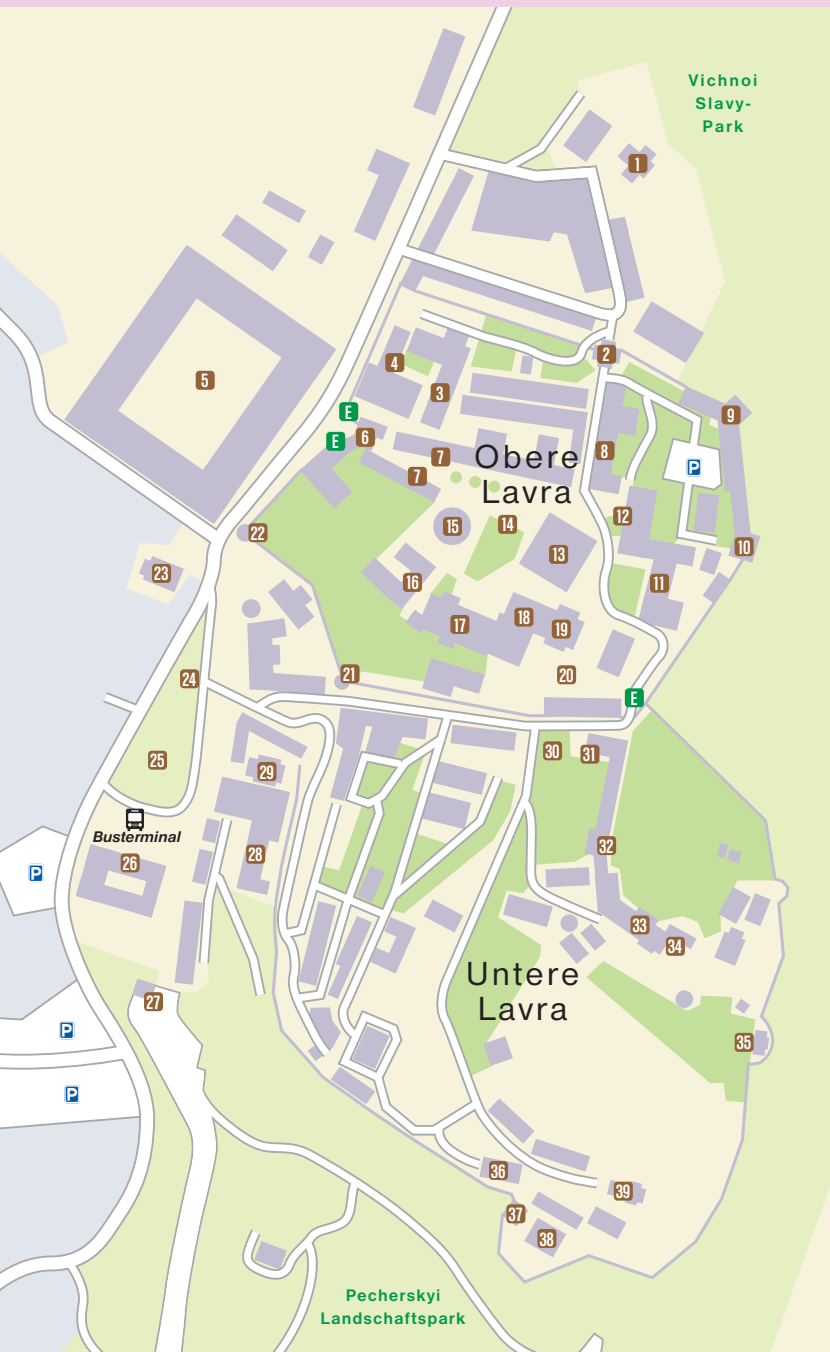 Vichnoi
Slavy-
Park
1
2
4
5
3
9
E
E
6
7
8
Obere
Lavra
P
7
14
12
15
22
10
13
23
16
11
18
17
19
21
20
24
E
30
31
25
29
Busterminal
32
28
26
P
33
34
Untere
Lavra
27
P
35
P
36
39
37
38
Pecherskyi
Landschaftspark